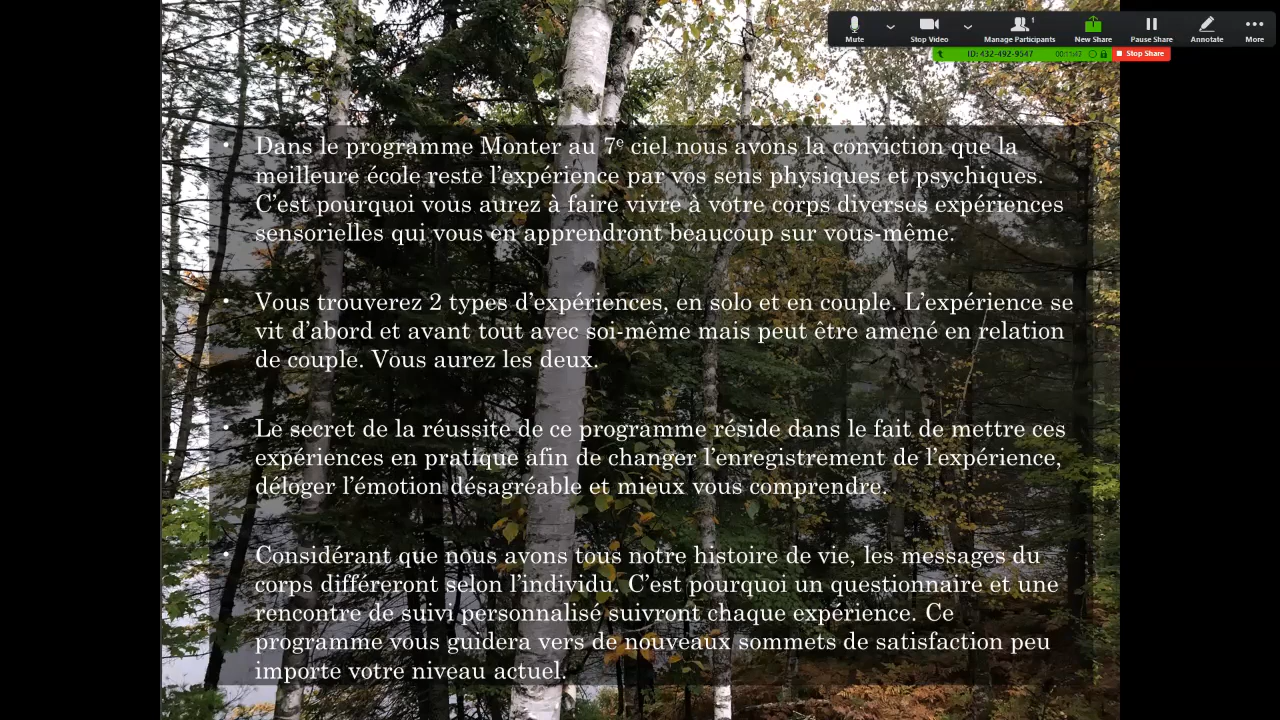 1
Mute
Stop Video
Manage Participants
New Share
Pause Share
Annotate
More
ID: 432-492-9547
Stop Share
• Dans le programme Monter au 7e ciel nous avons la conviction que la
meilleure école reste l’expérience par vos sens physiques et psychiques.
C’est pourquoi vous aurez à faire vivre à votre corps diverses expériences
sensorielles qui vous en apprendront beaucoup sur vous-même.
• Vous trouverez 2 types d’expériences, en solo et en couple. L’expérience se
vit d’abord et avant tout avec soi-même mais peut être amené en relation
de couple. Vous aurez les deux.
• Le secret de la réussite de ce programme réside dans le fait de mettre ces
expériences en pratique afin de changer l’enregistrement de l’expérience,
déloger l’émotion désagréable et mieux vous comprendre.
• Considérant que nous avons tous notre histoire de vie, les messages du
corps différeront selon l’individu. C’est pourquoi un questionnaire et une
rencontre de suivi personnalisé suivront chaque expérience. Ce
programme vous guidera vers de nouveaux sommets de satisfaction peu
importe votre niveau actuel.